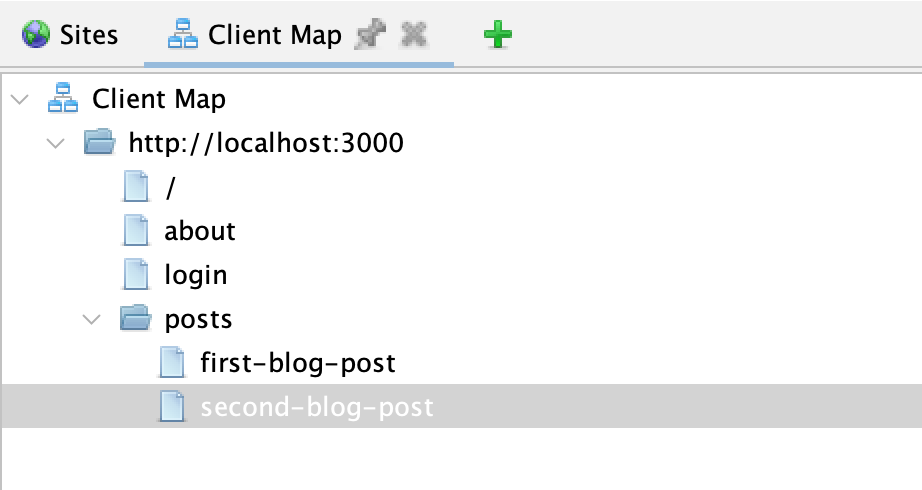 Sites Client Map
Client Map
http://localhost:3000
/
about
login
posts
first-blog-post
second-blog-post